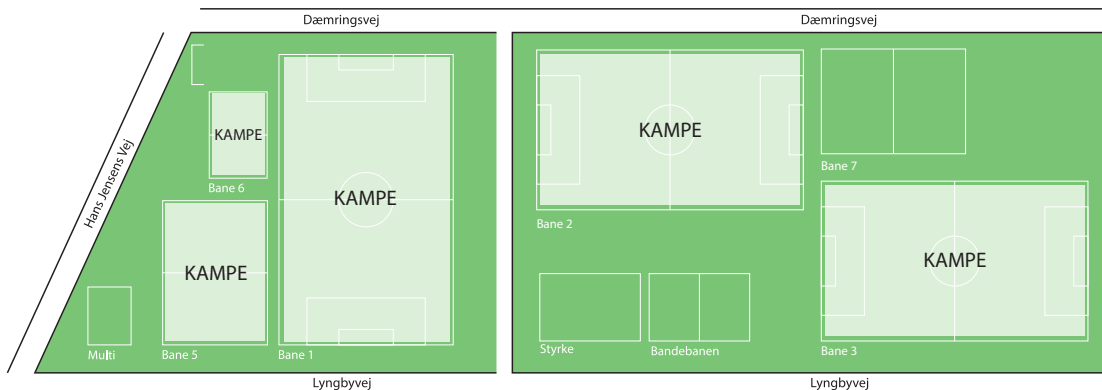 Dæmringsvej
Dæmringsvej
Hans Jensens Vej
KAMPE
Bane 6
KAMPE
KAMPE
Multi
Bane 5
Bane 1
KAMPE
Bane 2
Bane 7
KAMPE
Styrke
Bandebanen
Bane 3
Lyngbyvej
Lyngbyvej